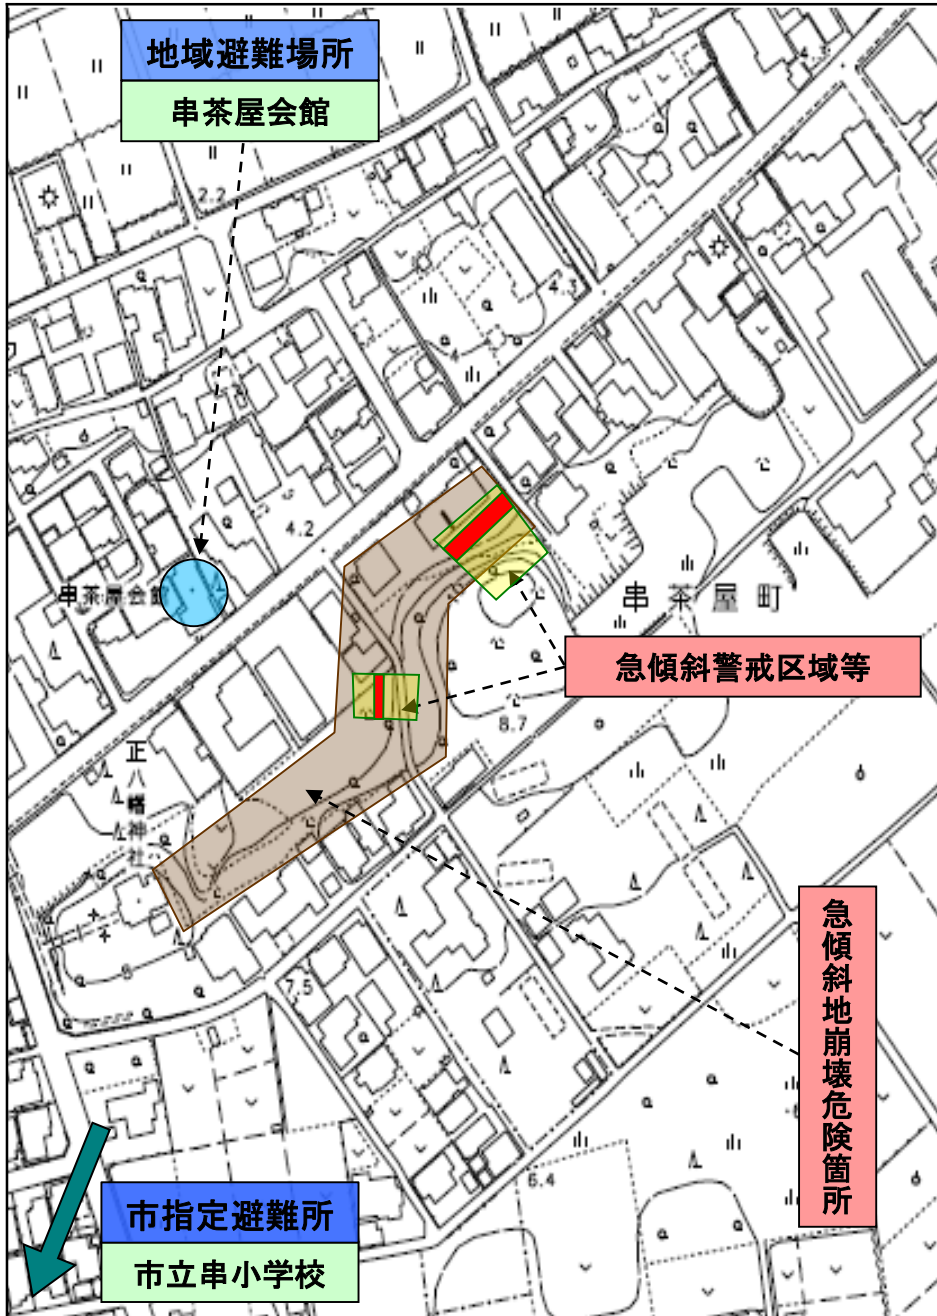 地域避難場所
串茶屋会館
4.3
2.2
4.3
4
4.2
串茶屋会館
串茶屋町
急傾斜警戒区域等
8.7
正八幡神社
急傾斜地崩壊危険箇所
7.5
6.4
市指定避難所
市立串小学校